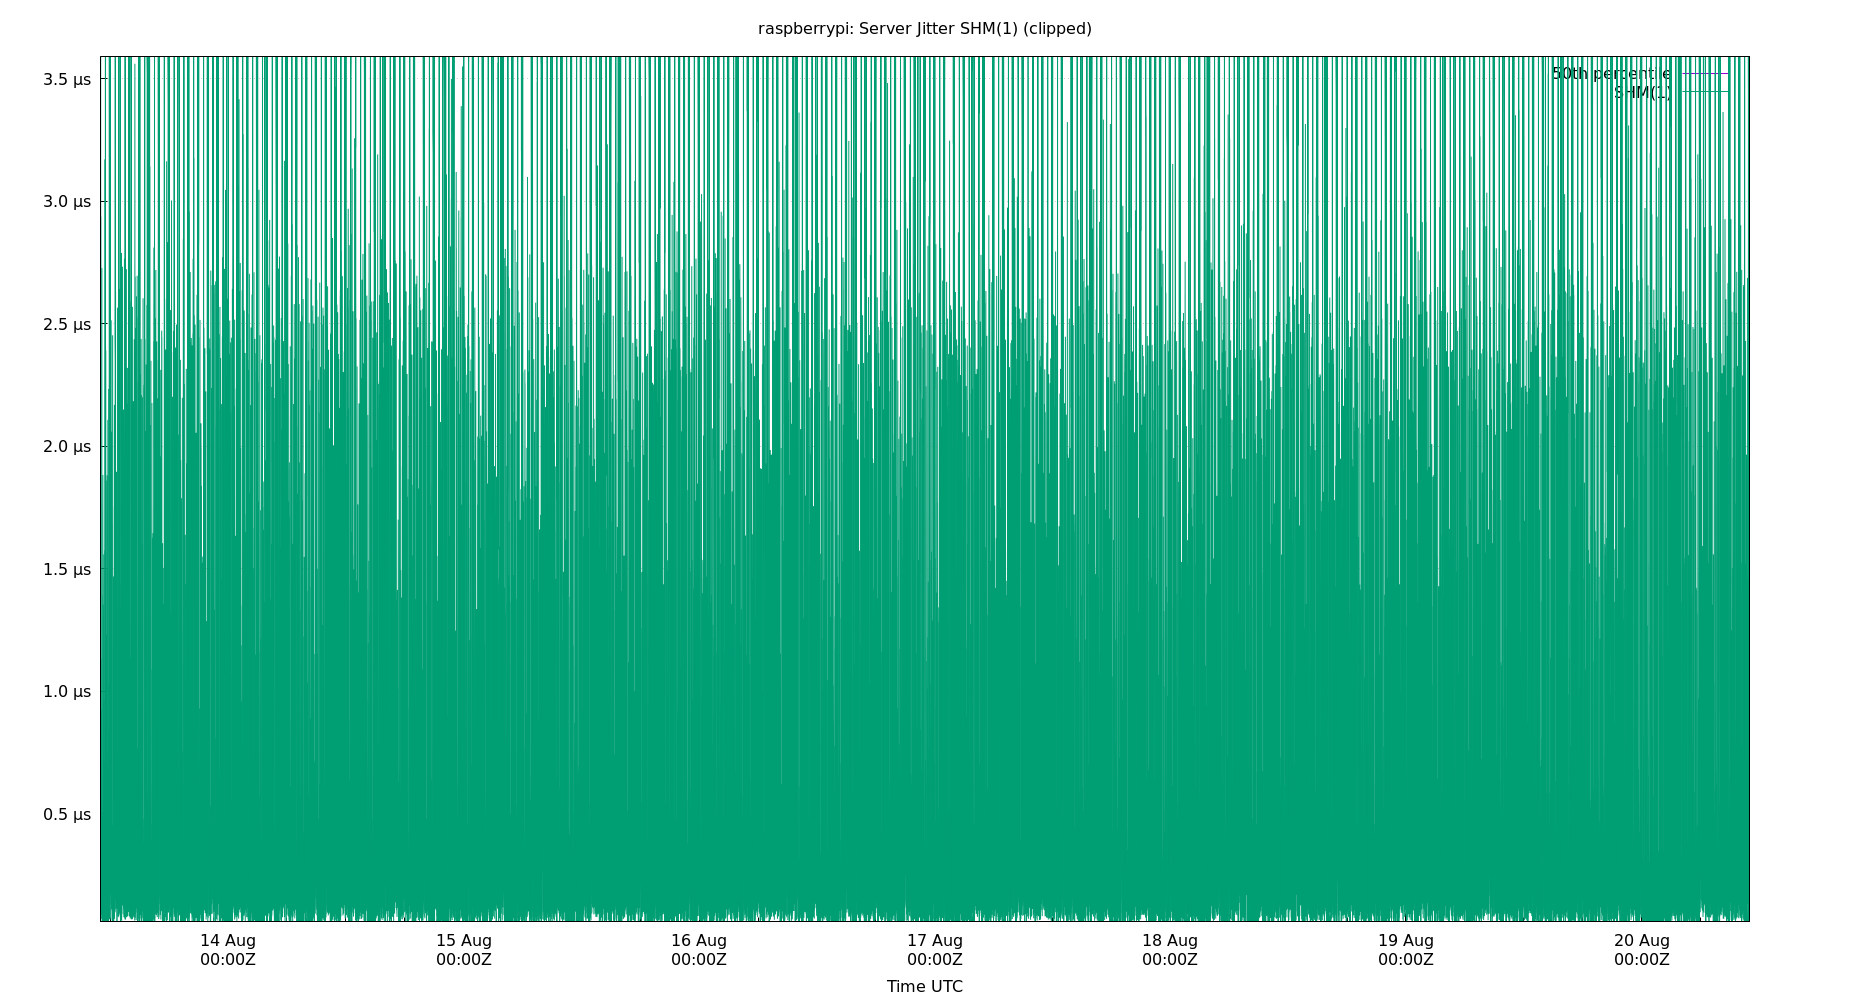 raspberrypi: Server Jitter SHM(1) (clipped)
3.5 µs
50th percentile
SHM(1)
3.0 µs
2.5 µs
2.0 µs
1.5 µs
1.0 µs
0.5 µs
14 Aug 15 Aug 16 Aug 17 Aug 18 Aug 19 Aug 20 Aug
00:00Z 00:00Z 00:00Z 00:00Z 00:00Z 00:00Z 00:00Z
Time UTC